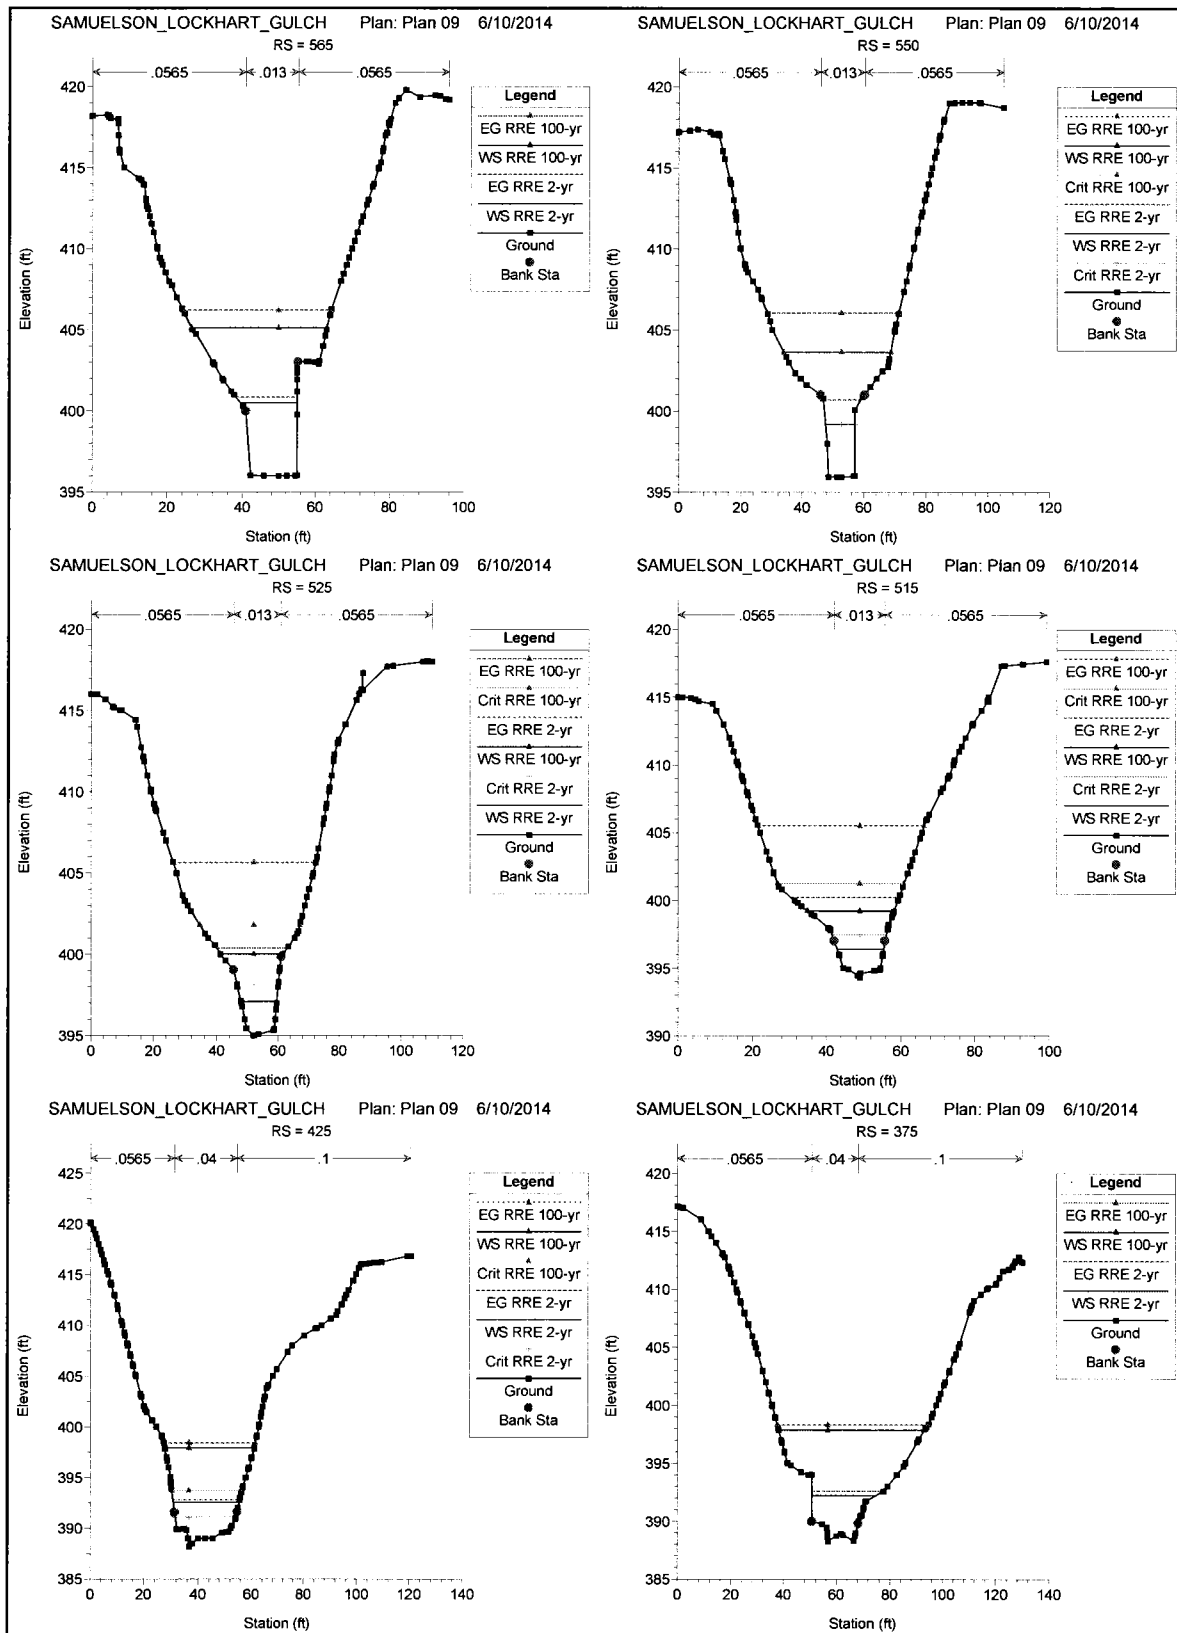 SAMUELSON_LOCKHART_GULCH Plan: Plan 09 6/10/2014
RS = 565
.0565 .013 .0565
Legend
EG RRE 100-yr
WS RRE 100-yr
EG RRE 2-yr
WS RRE 2-yr
Ground
Bank Sta
Elevation (ft)
420
415
410
405
400
395
0 20 40 60 80 100
Station (ft)
SAMUELSON_LOCKHART_GULCH Plan: Plan 09 6/10/2014
RS = 550
.0565 .013 .0565
Legend
EG RRE 100-yr
WS RRE 100-yr
Crit RRE 100-yr
EG RRE 2-yr
WS RRE 2-yr
Crit RRE 2-yr
Ground
Bank Sta
Elevation (ft)
420
415
410
405
400
395
0 20 40 60 80 100 120
Station (ft)
SAMUELSON_LOCKHART_GULCH Plan: Plan 09 6/10/2014
RS = 525
.0565 .013 .0565
Legend
EG RRE 100-yr
Crit RRE 100-yr
EG RRE 2-yr
WS RRE 100-yr
Crit RRE 2-yr
WS RRE 2-yr
Ground
Bank Sta
Elevation (ft)
420
415
410
405
400
395
0 20 40 60 80 100 120
Station (ft)
SAMUELSON_LOCKHART_GULCH Plan: Plan 09 6/10/2014
RS = 515
.0565 .013 .0565
Legend
EG RRE 100-yr
Crit RRE 100-yr
EG RRE 2-yr
WS RRE 100-yr
Crit RRE 2-yr
WS RRE 2-yr
Ground
Bank Sta
Elevation (ft)
420
415
410
405
400
395
390
0 20 40 60 80 100
Station (ft)
SAMUELSON_LOCKHART_GULCH Plan: Plan 09 6/10/2014
RS = 425
.0565 .04 .1
Legend
EG RRE 100-yr
WS RRE 100-yr
Crit RRE 100-yr
EG RRE 2-yr
WS RRE 2-yr
Crit RRE 2-yr
Ground
Bank Sta
Elevation (ft)
425
420
415
410
405
400
395
390
385
0 20 40 60 80 100 120 140
Station (ft)
SAMUELSON_LOCKHART_GULCH Plan: Plan 09 6/10/2014
RS = 375
.0565 .04 .1
Legend
EG RRE 100-yr
WS RRE 100-yr
EG RRE 2-yr
WS RRE 2-yr
Ground
Bank Sta
Elevation (ft)
420
415
410
405
400
395
390
385
0 20 40 60 80 100 120 140
Station (ft)